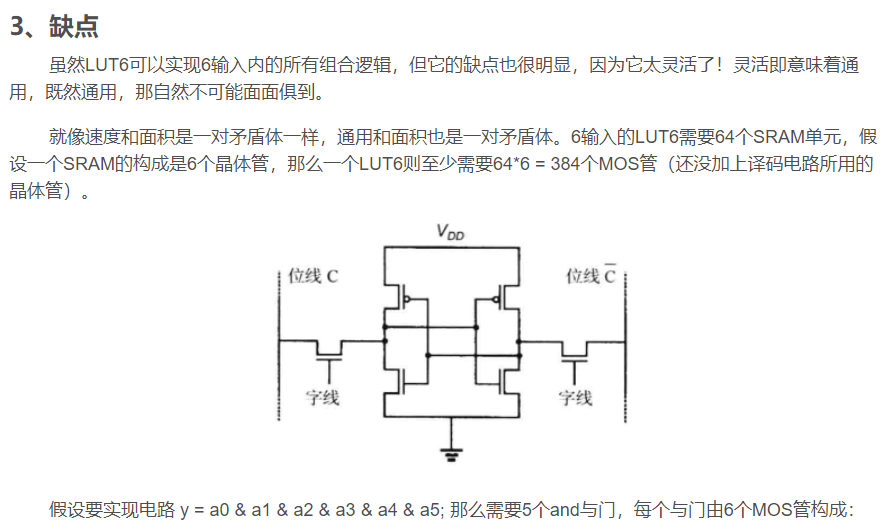 3、缺点
虽然LUT6可以实现6输入内的所有组合逻辑，但它的缺点也很明显，因为它太灵活了！灵活即意味着通
用，既然通用，那自然不可能面面俱到。
就像速度和面积是一对矛盾体一样，通用和面积也是一对矛盾体。6输入的LUT6需要64个SRAM单元，假
设一个SRAM的构成是6个晶体管，那么一个LUT6则至少需要64*6 = 384个MOS管（还没加上译码电路所用的
晶体管）。
V_DD
位线 C
位线 C̅
字线
字线
假设要实现电路 y = a0 & a1 & a2 & a3 & a4 & a5; 那么需要5个and与门，每个与门由6个MOS管构成：